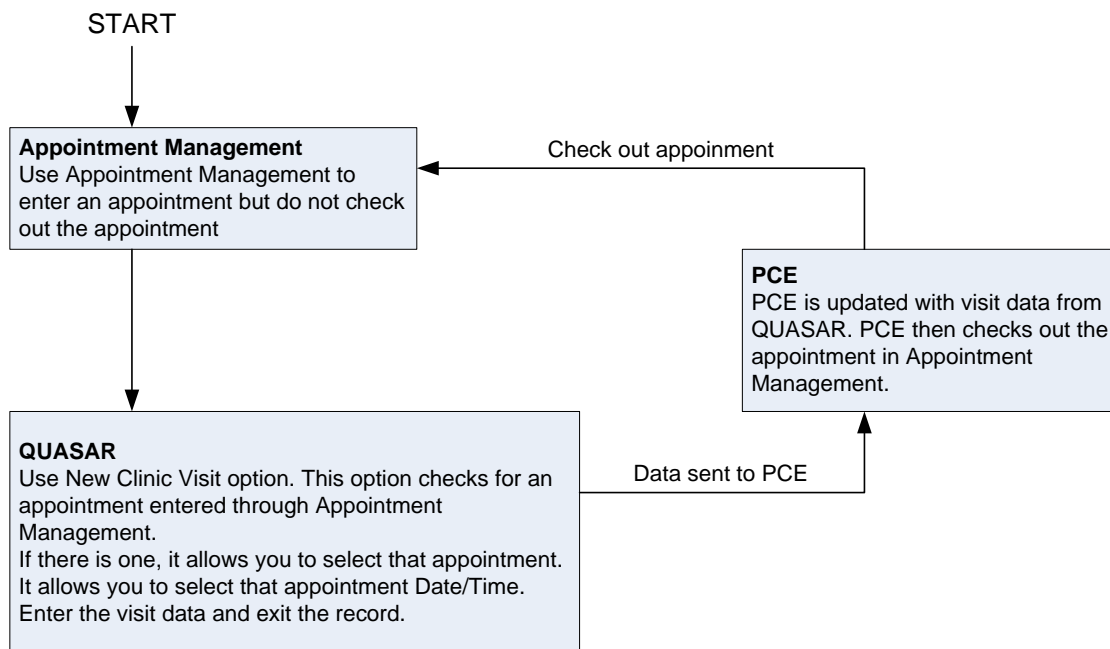 START
Appointment Management
Use Appointment Management to
enter an appointment but do not check
out the appointment
Check out appoinment
PCE
PCE is updated with visit data from
QUASAR. PCE then checks out the
appointment in Appointment
Management.
QUASAR
Use New Clinic Visit option. This option checks for an
appointment entered through Appointment
Management.
If there is one, it allows you to select that appointment.
It allows you to select that appointment Date/Time.
Enter the visit data and exit the record.
Data sent to PCE